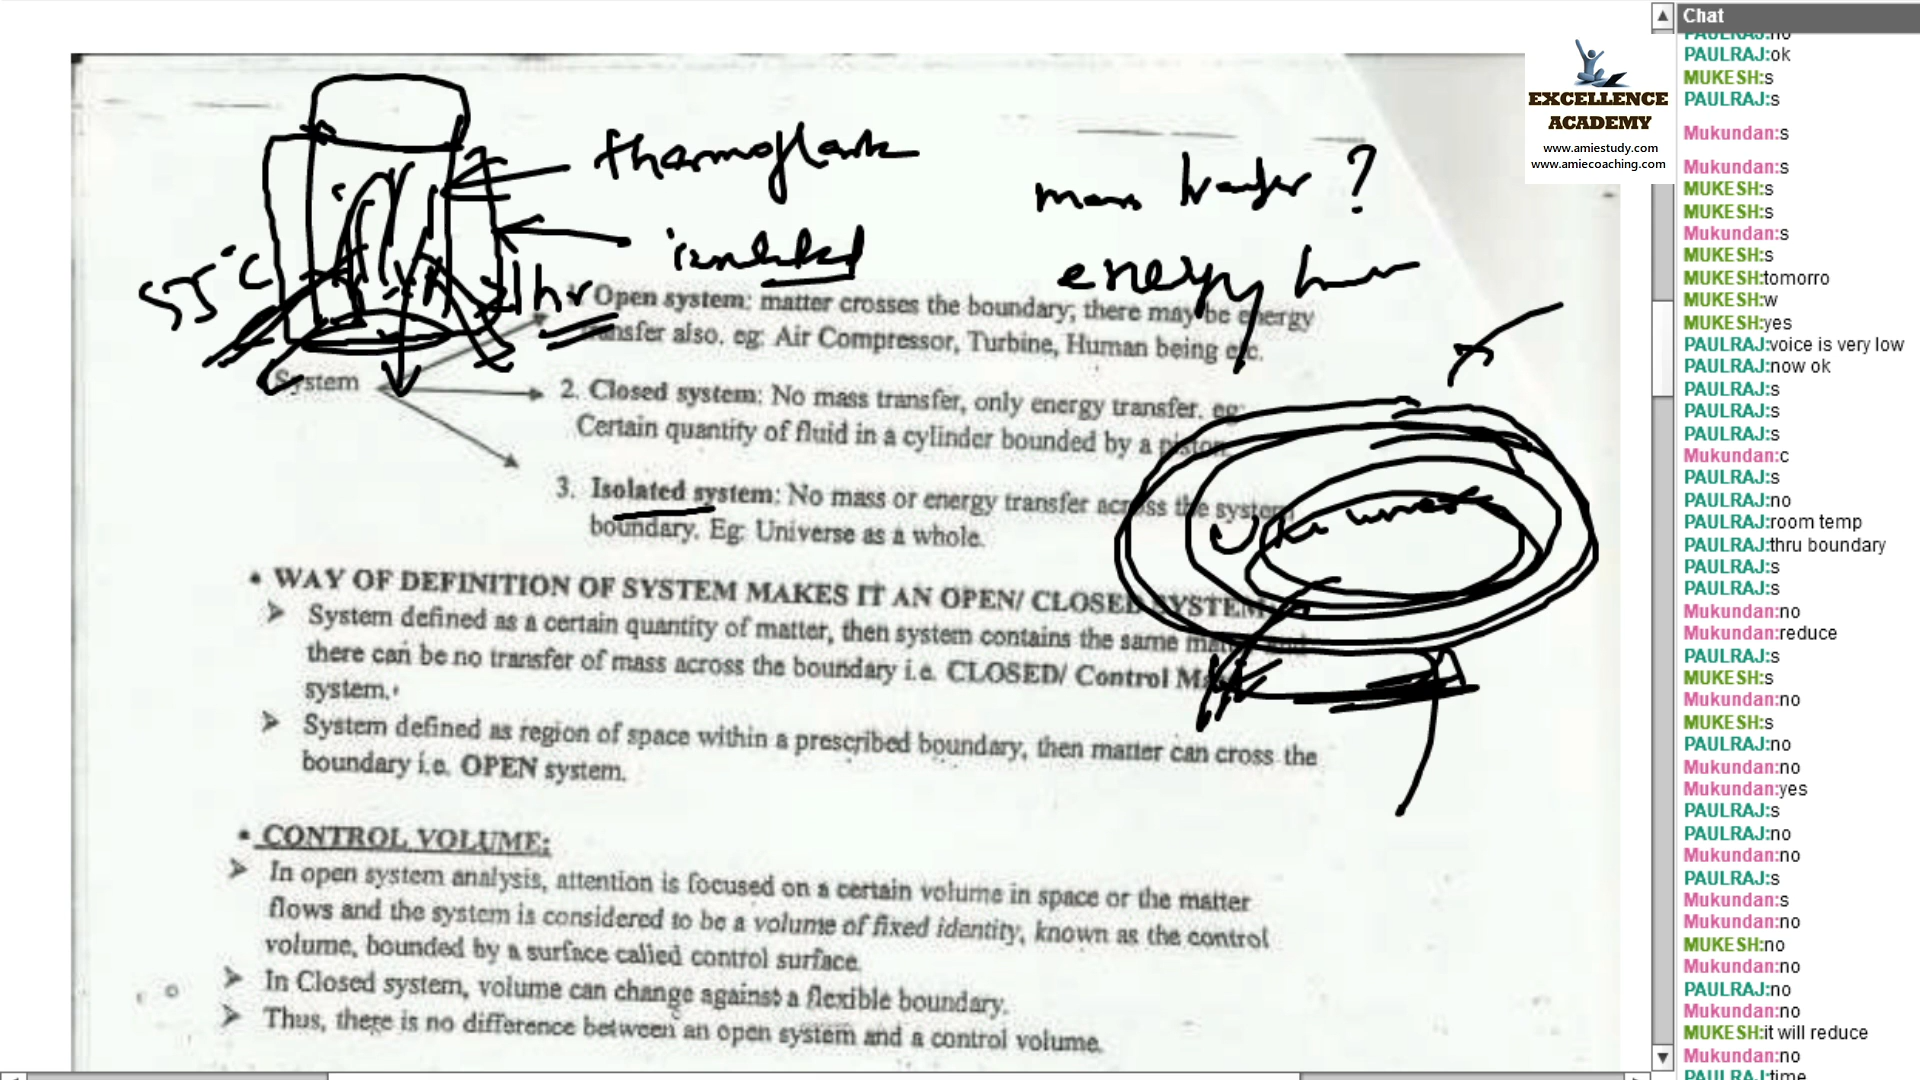 EXCELLENCE
ACADEMY
www.amiestudy.com
www.amiecoaching.com
mass transfer ?
energy
55°C
1hr
Open system: matter crosses the boundary; there may be energy
transfer also. eg: Air Compressor, Turbine, Human being etc.
System
2. Closed system: No mass transfer, only energy transfer. eg:
Certain quantity of fluid in a cylinder bounded by a piston
3. Isolated system: No mass or energy transfer across the system
boundary. Eg: Universe as a whole.
• WAY OF DEFINITION OF SYSTEM MAKES IT AN OPEN/ CLOSED SYSTEM
➤ System defined as a certain quantity of matter, then system contains the same
there can be no transfer of mass across the boundary i.e. CLOSED/ Control
system.
➤ System defined as region of space within a prescribed boundary, then matter can cross the
boundary i.e. OPEN system.
• CONTROL VOLUME:
➤ In open system analysis, attention is focused on a certain volume in space or the matter
flows and the system is considered to be a volume of fixed identity, known as the control
volume, bounded by a surface called control surface.
➤ In Closed system, volume can change against a flexible boundary.
➤ Thus, there is no difference between an open system and a control volume.
Chat
PAULRAJ:no
PAULRAJ:ok
MUKESH:s
PAULRAJ:s
Mukundan:s
Mukundan:s
MUKESH:s
MUKESH:s
Mukundan:s
MUKESH:s
MUKESH:tomorro
MUKESH:w
MUKESH:yes
PAULRAJ:voice is very low
PAULRAJ:now ok
PAULRAJ:s
PAULRAJ:s
PAULRAJ:s
Mukundan:c
PAULRAJ:s
PAULRAJ:no
PAULRAJ:room temp
PAULRAJ:thru boundary
PAULRAJ:s
PAULRAJ:s
Mukundan:no
Mukundan:reduce
PAULRAJ:s
MUKESH:s
Mukundan:no
MUKESH:s
PAULRAJ:no
Mukundan:no
Mukundan:yes
PAULRAJ:s
PAULRAJ:no
Mukundan:no
PAULRAJ:s
Mukundan:s
Mukundan:no
MUKESH:no
Mukundan:no
PAULRAJ:no
Mukundan:no
MUKESH:it will reduce
Mukundan:no
PAULRAJ:time